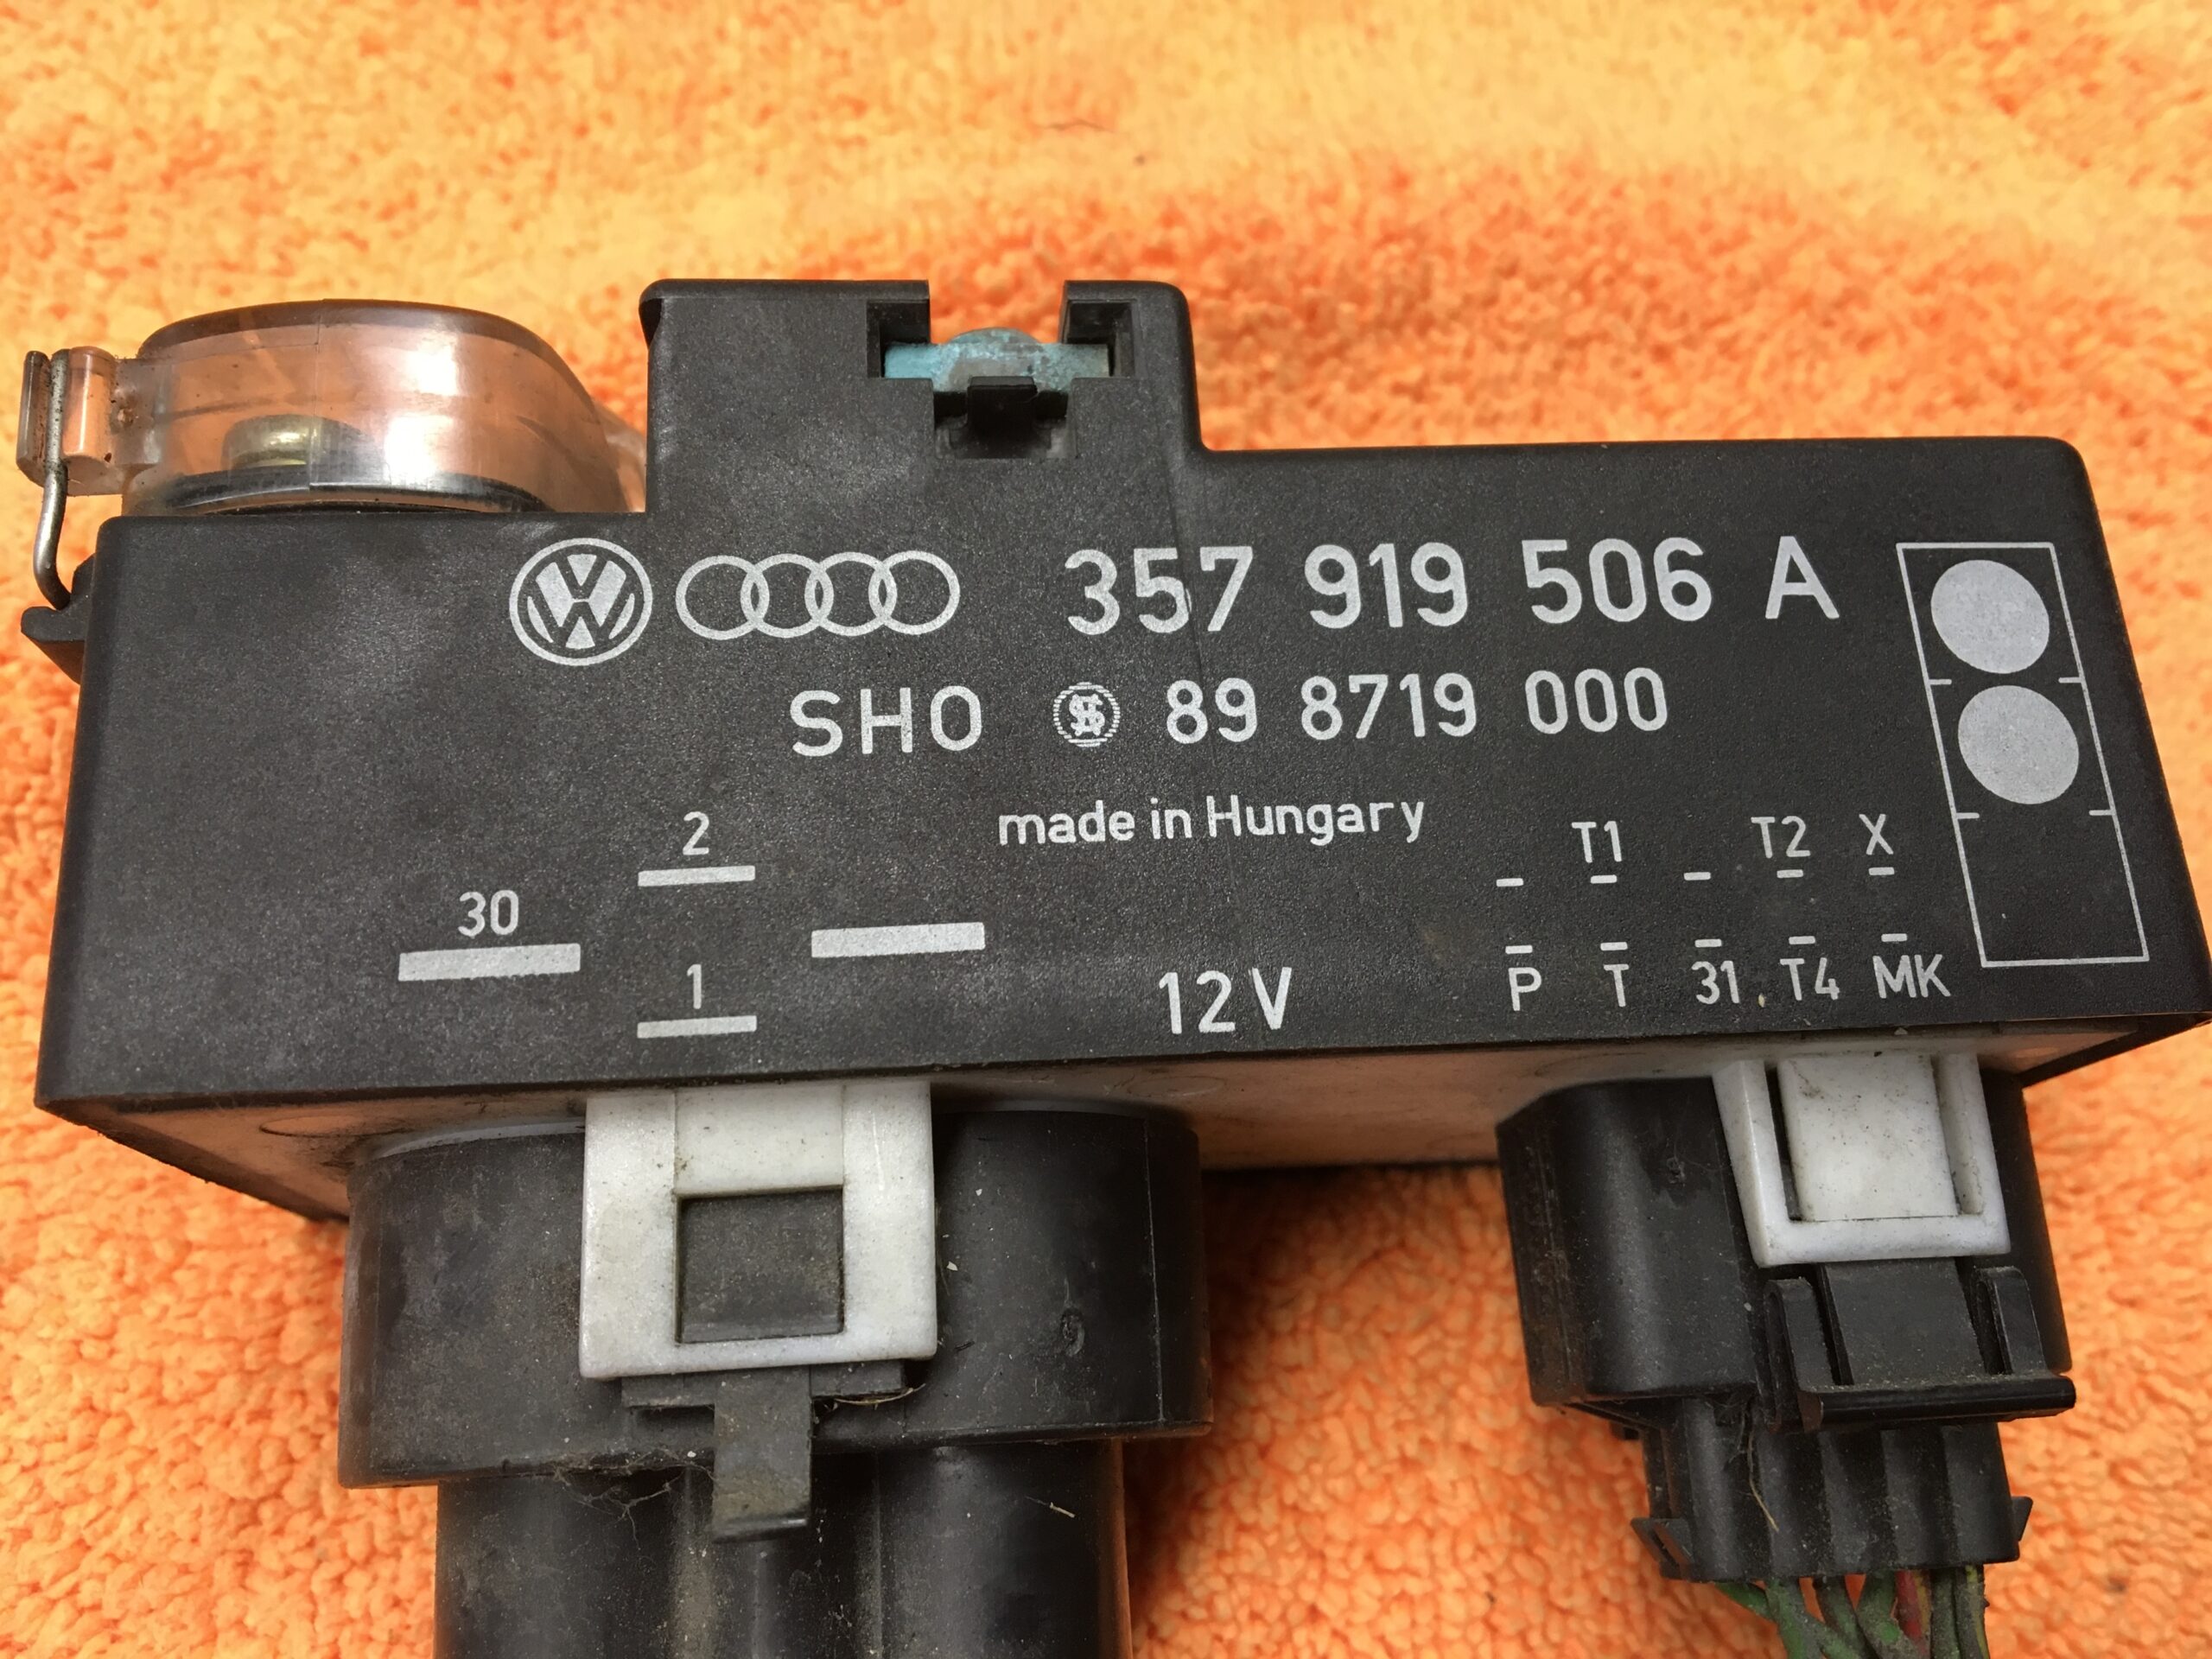 357 919 506 A
SHO 89 8719 000
made in Hungary
2
T1 T2 X
30
1
12V
P T 31 T4 MK
9